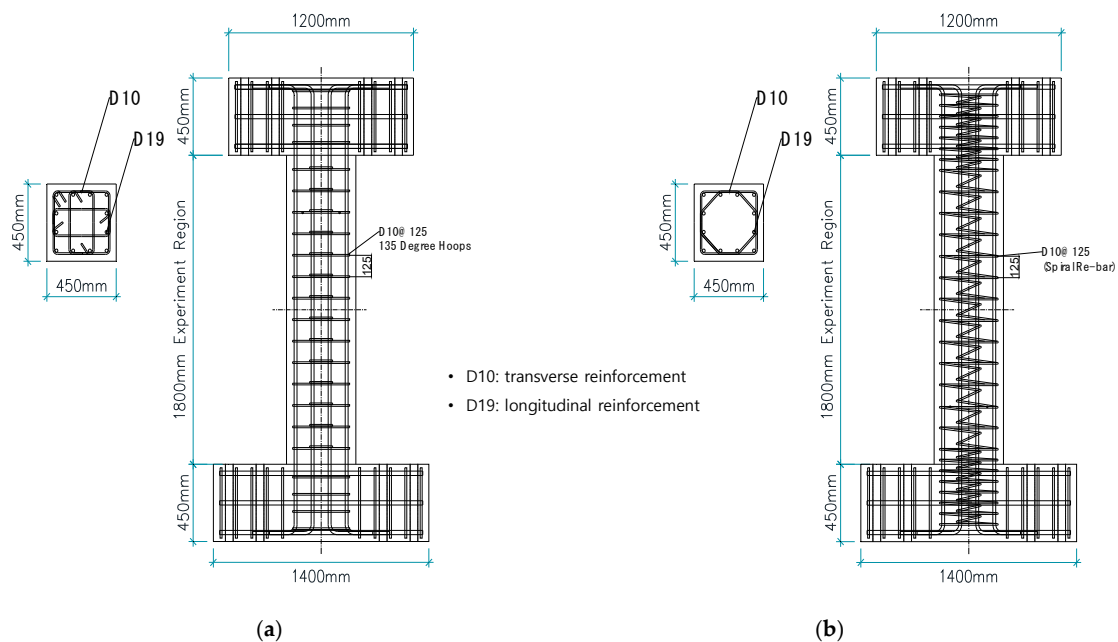 1200mm
450mm
D10
D19
450mm
450mm
1800mm Experiment Region
D10@ 125
135 Degree Hoops
125
450mm
1400mm
(a)
• D10: transverse reinforcement
• D19: longitudinal reinforcement
1200mm
450mm
D10
D19
450mm
450mm
1800mm Experiment Region
D10@ 125
(Spiral Re-bar)
125
450mm
1400mm
(b)